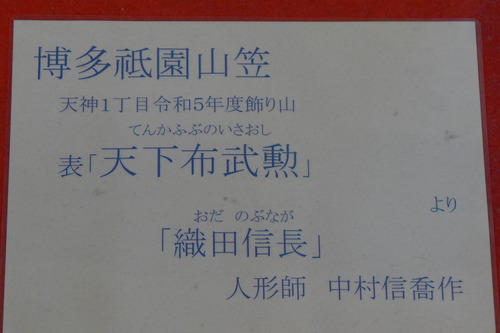 博多祇園山笠
天神1丁目令和5年度飾り山
てんかふぶのいさおし
表「天下布武勲」
より
おだ のぶなが
「織田信長」
人形師 中村信喬作